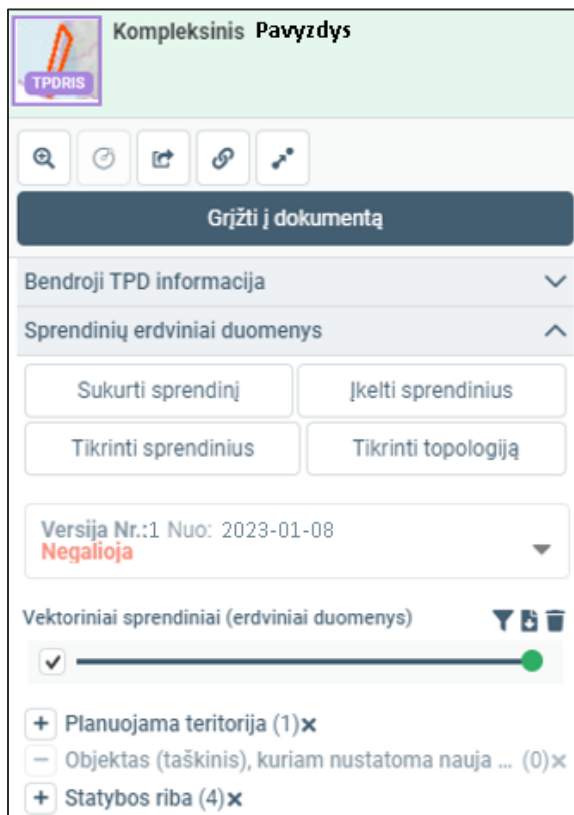 Kompleksinis Pavyzdys
TPDRIS
Grįžti į dokumentą
Bendroji TPD informacija
Sprendinių erdviniai duomenys
Sukurti sprendinį
Įkelti sprendinius
Tikrinti sprendinius
Tikrinti topologiją
Versija Nr.:1 Nuo: 2023-01-08
Negalioja
Vektoriniai sprendiniai (erdviniai duomenys)
Planuojama teritorija (1)
Objektas (taškinis), kuriam nustatoma nauja ... (0)
Statybos riba (4)